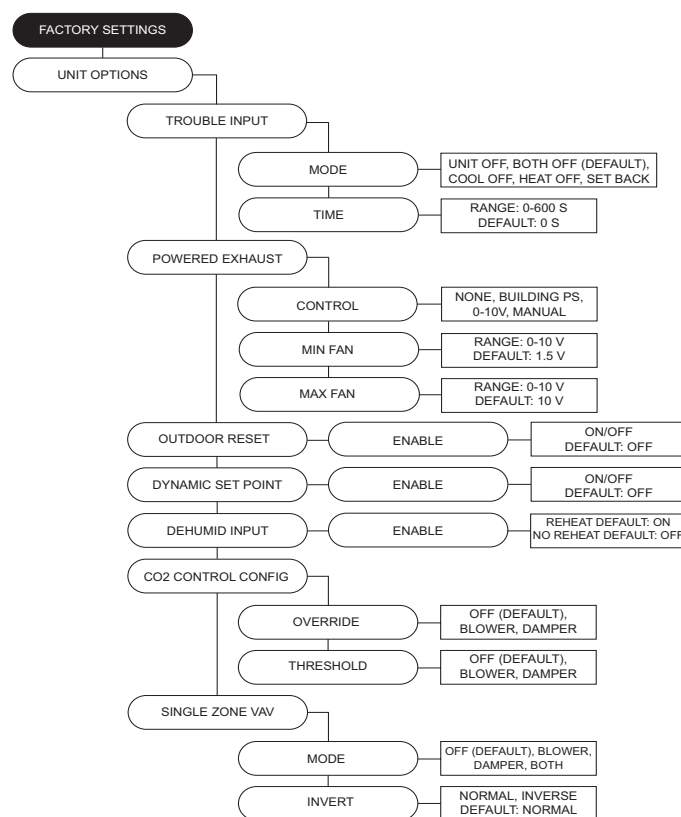 FACTORY SETTINGS
UNIT OPTIONS
TROUBLE INPUT
MODE
UNIT OFF, BOTH OFF (DEFAULT),
COOL OFF, HEAT OFF, SET BACK
TIME
RANGE: 0-600 S
DEFAULT: 0 S
POWERED EXHAUST
CONTROL
NONE, BUILDING PS,
0-10V, MANUAL
MIN FAN
RANGE: 0-10 V
DEFAULT: 1.5 V
MAX FAN
RANGE: 0-10 V
DEFAULT: 10 V
OUTDOOR RESET
ENABLE
ON/OFF
DEFAULT: OFF
DYNAMIC SET POINT
ENABLE
ON/OFF
DEFAULT: OFF
DEHUMID INPUT
ENABLE
REHEAT DEFAULT: ON
NO REHEAT DEFAULT: OFF
CO2 CONTROL CONFIG
OVERRIDE
OFF (DEFAULT),
BLOWER, DAMPER
THRESHOLD
OFF (DEFAULT),
BLOWER, DAMPER
SINGLE ZONE VAV
MODE
OFF (DEFAULT), BLOWER,
DAMPER, BOTH
INVERT
NORMAL, INVERSE
DEFAULT: NORMAL